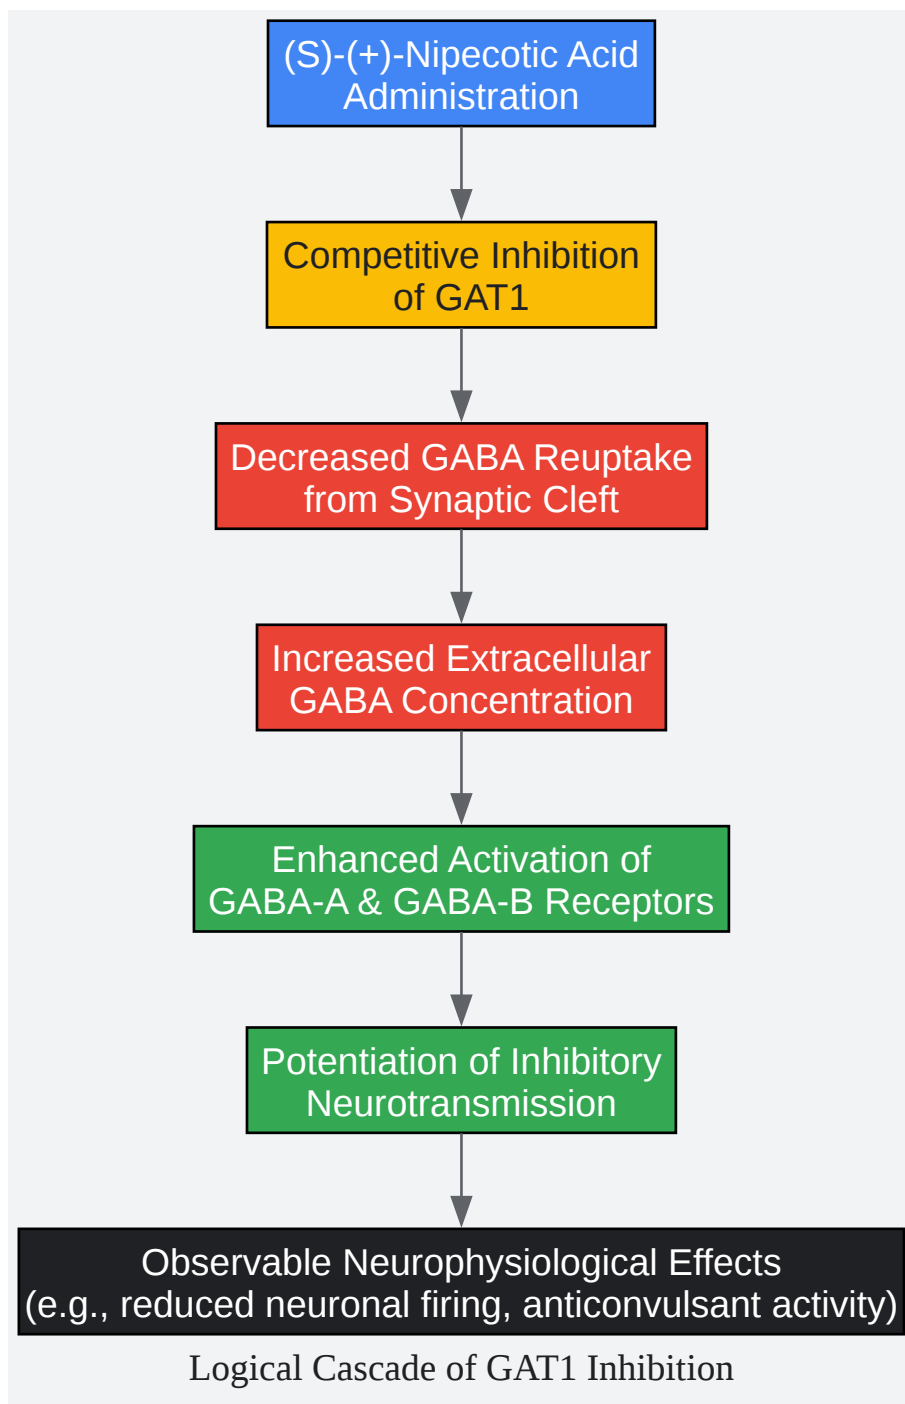 (S)-(+)-Nipecotic Acid
Administration
Competitive Inhibition
of GAT1
Decreased GABA Reuptake
from Synaptic Cleft
Increased Extracellular
GABA Concentration
Enhanced Activation of
GABA-A & GABA-B Receptors
Potentiation of Inhibitory
Neurotransmission
Observable Neurophysiological Effects
(e.g., reduced neuronal firing, anticonvulsant activity)
Logical Cascade of GAT1 Inhibition